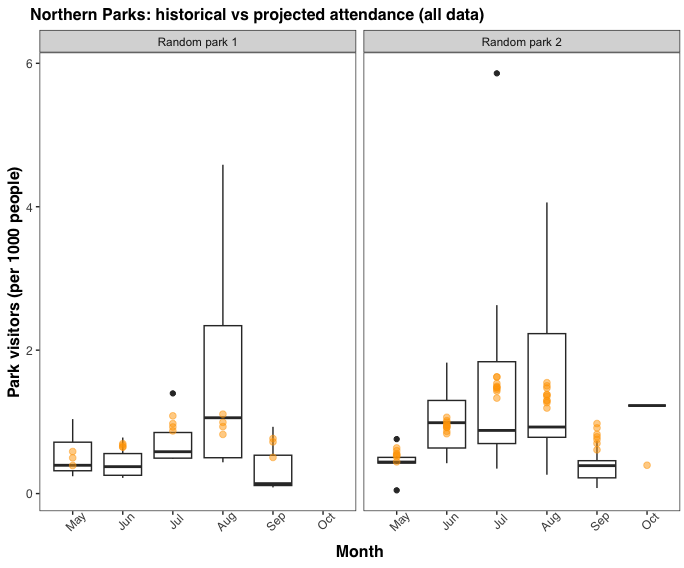 Northern Parks: historical vs projected attendance (all data)
Random park 1
Random park 2
Park visitors (per 1000 people)
6
4
2
0
May Jun Jul Aug Sep Oct
May Jun Jul Aug Sep Oct
Month